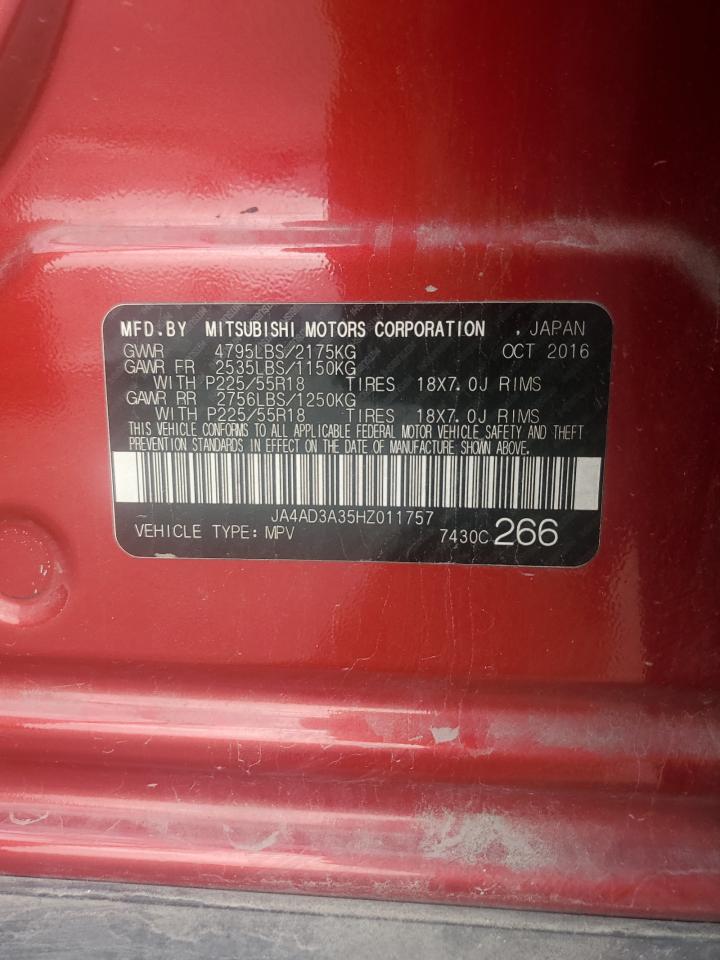 MFD.BY MITSUBISHI MOTORS CORPORATION , JAPAN
GVWR 4795LBS/2175KG OCT 2016
GAWR FR 2535LBS/1150KG
WITH P225/55R18 TIRES 18X7.0J RIMS
GAWR RR 2756LBS/1250KG
WITH P225/55R18 TIRES 18X7.0J RIMS
THIS VEHICLE CONFORMS TO ALL APPLICABLE FEDERAL MOTOR VEHICLE SAFETY AND THEFT
PREVENTION STANDARDS IN EFFECT ON THE DATE OF MANUFACTURE SHOWN ABOVE.
JA4AD3A35HZ011757
VEHICLE TYPE: MPV 7430C 266